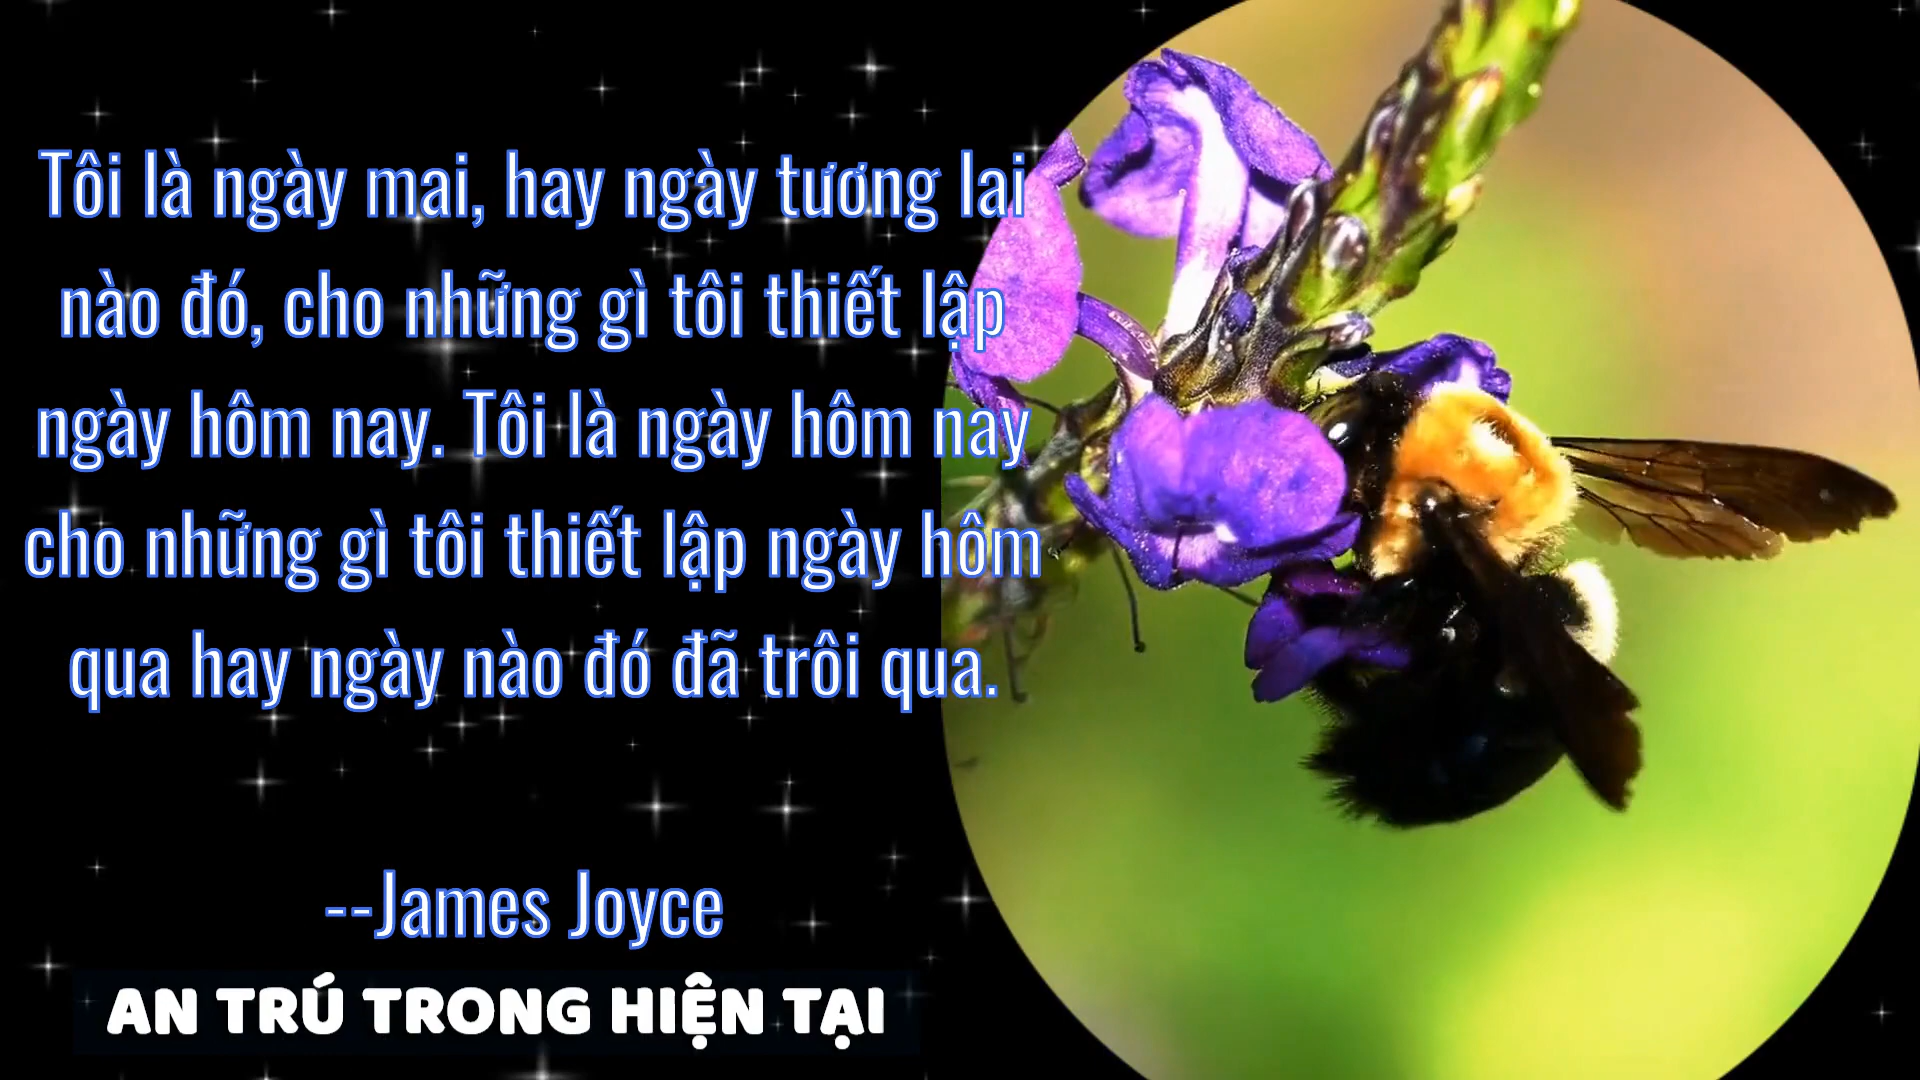 Tôi là ngày mai, hay ngày tương lai
nào đó, cho những gì tôi thiết lập
ngày hôm nay. Tôi là ngày hôm nay
cho những gì tôi thiết lập ngày hôm
qua hay ngày nào đó đã trôi qua.
--James Joyce
AN TRÚ TRONG HIỆN TẠI